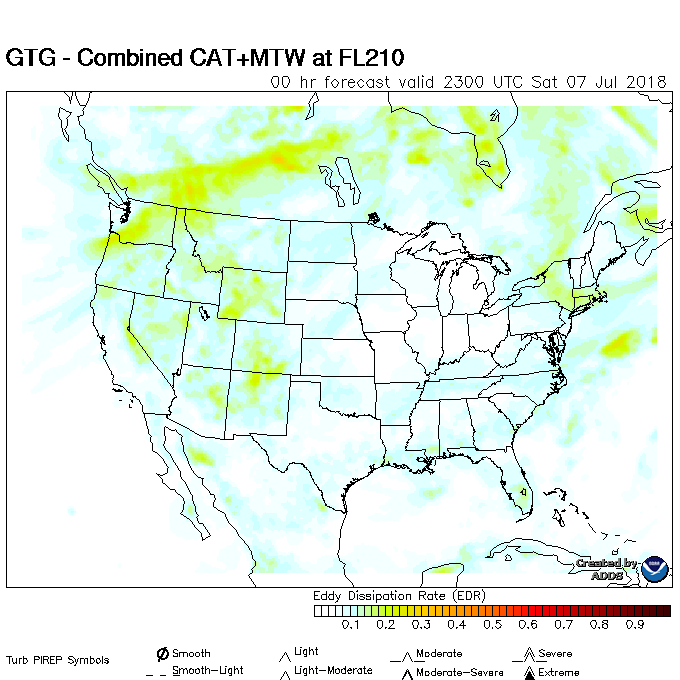 GTG - Combined CAT+MTW at FL210
00 hr forecast valid 2300 UTC Sat 07 Jul 2018
Created by
ADDS
Eddy Dissipation Rate (EDR)
0.1 0.2 0.3 0.4 0.5 0.6 0.7 0.8 0.9
Turb PIREP Symbols
Smooth Light Moderate Severe
Smooth-Light Light-Moderate Moderate-Severe Extreme